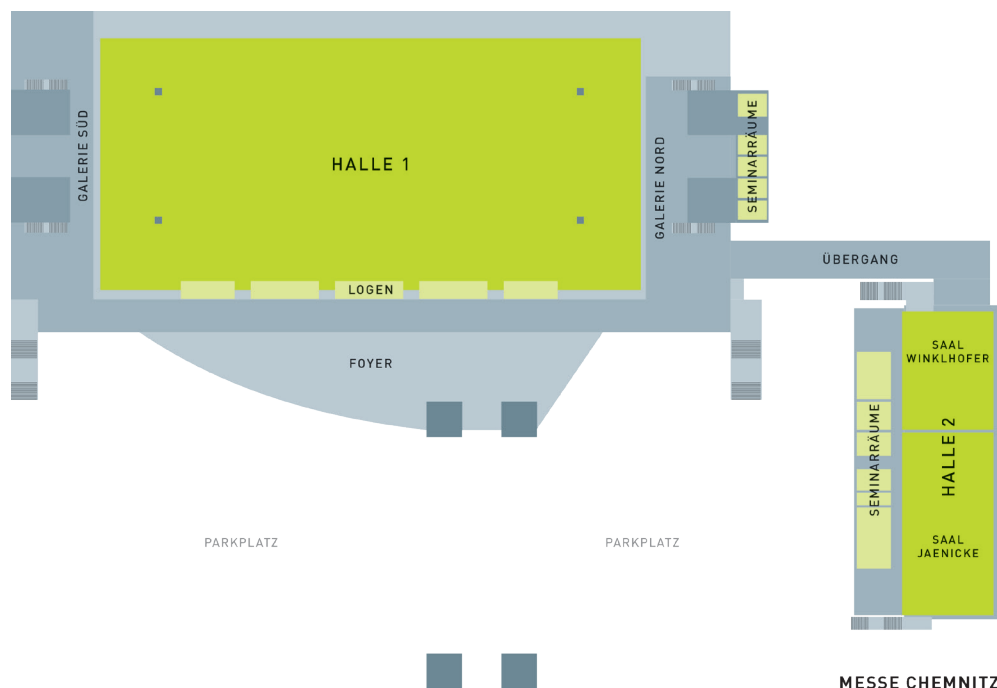 GALERIE SÜD
HALLE 1
GALERIE NORD
SEMINARRÄUME
ÜBERGANG
LOGEN
FOYER
SAAL
WINKLHOFER
SEMINARRÄUME
HALLE 2
PARKPLATZ
PARKPLATZ
SAAL
JAENICKE
MESSE CHEMNITZ